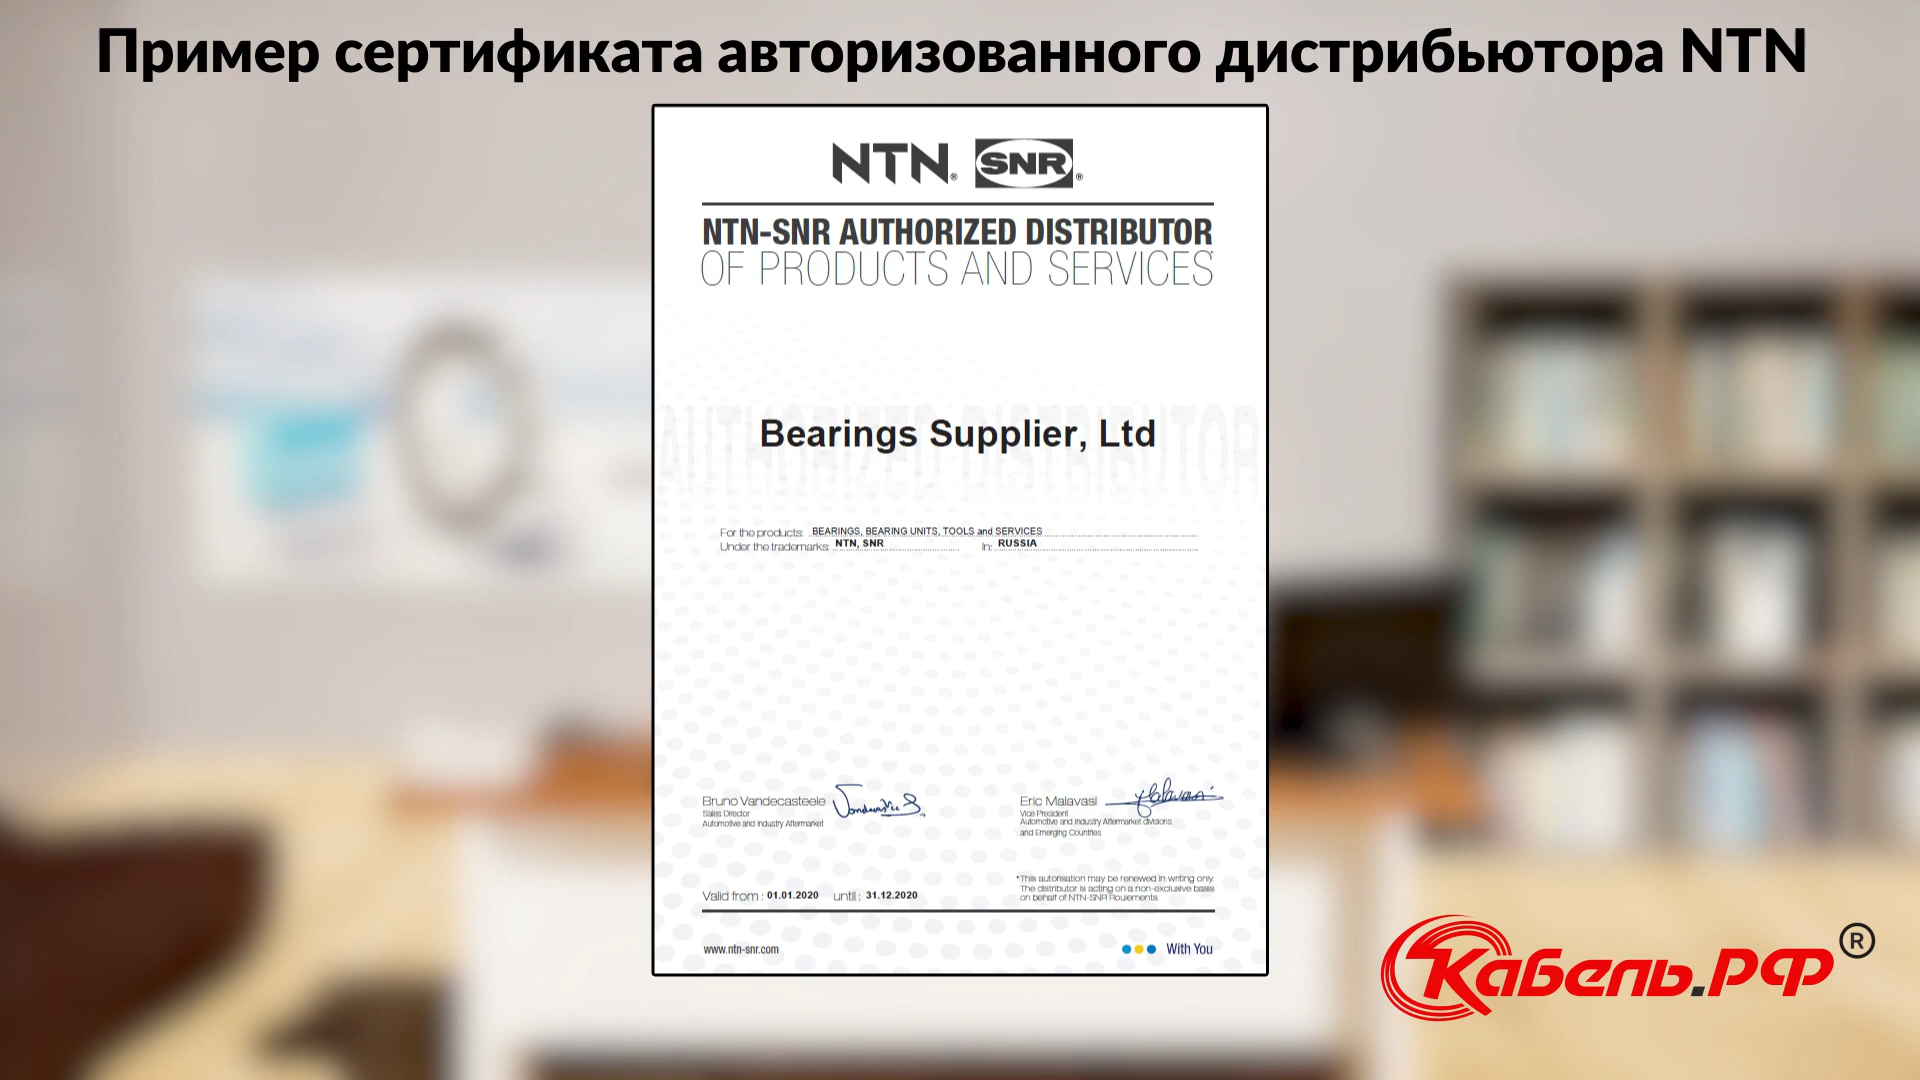 Пример сертификата авторизованного дистрибьютора NTN
NTN® SNR®
NTN-SNR AUTHORIZED DISTRIBUTOR
OF PRODUCTS AND SERVICES
AUTHORIZED DISTRIBUTOR
Bearings Supplier, Ltd
For the products: BEARINGS, BEARING UNITS, TOOLS and SERVICES
Under the trademarks: NTN, SNR In: RUSSIA
Bruno Vandecasteele
Sales Director
Automotive and Industry Aftermarket
Eric Malavasi
Vice President
Automotive and Industry Aftermarket divisions
and Emerging Countries
Valid from : 01.01.2020 until : 31.12.2020
*This autorisation may be renewed in writing only.
The distributor is acting on a non-exclusive basis
on behalf of NTN-SNR Roulements.
www.ntn-snr.com
With You
Кабель.РФ ®